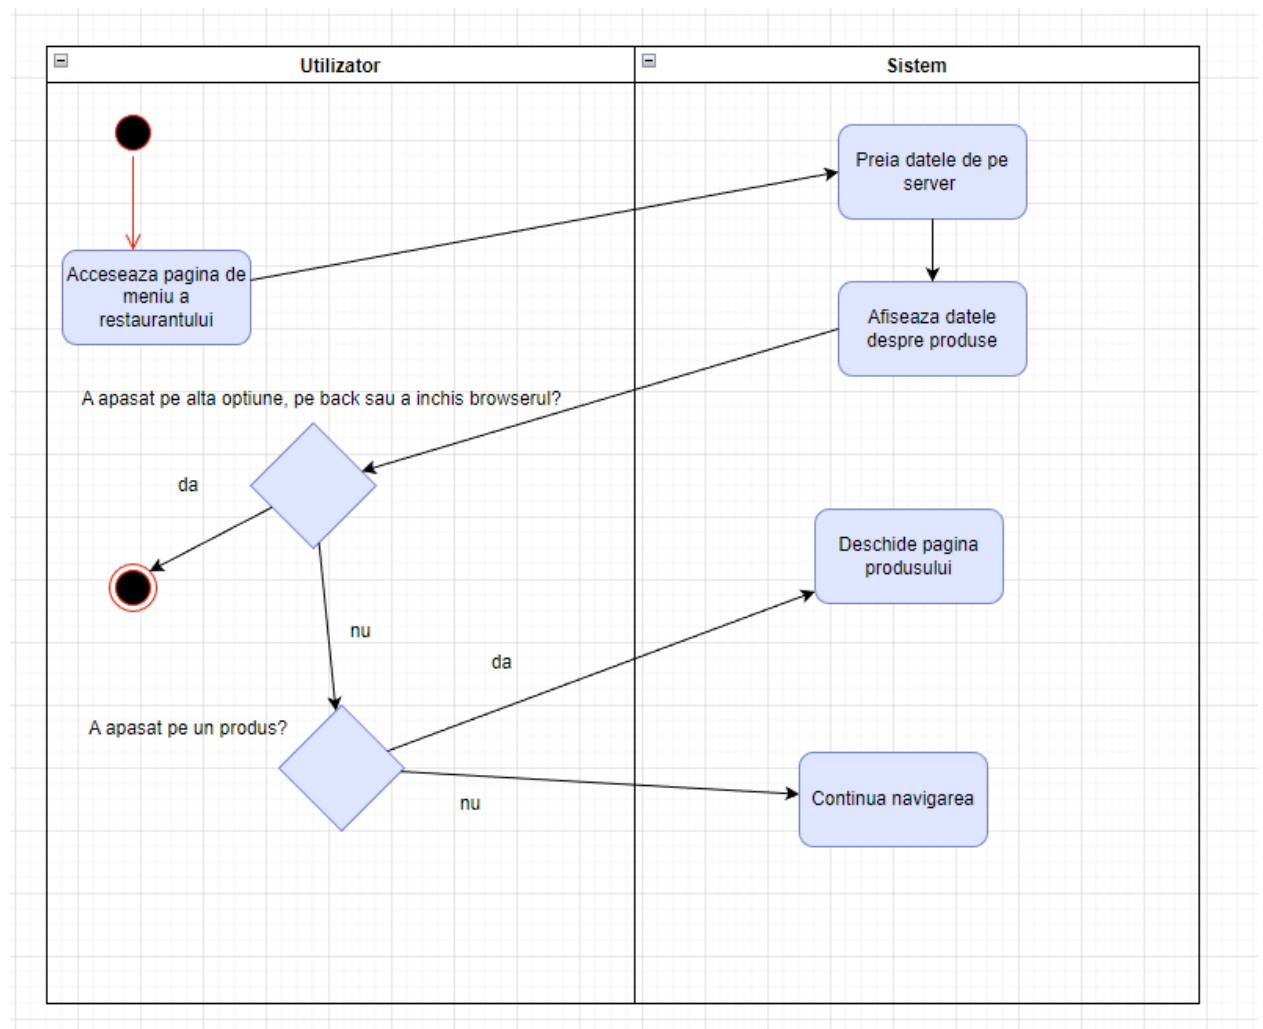 Utilizator
Sistem
Preia datele de pe
server
Acceseaza pagina de
meniu a
restaurantului
Afiseaza datele
despre produse
A apasat pe alta optiune, pe back sau a inchis browserul?
da
Deschide pagina
produsului
nu
da
A apasat pe un produs?
nu
Continua navigarea